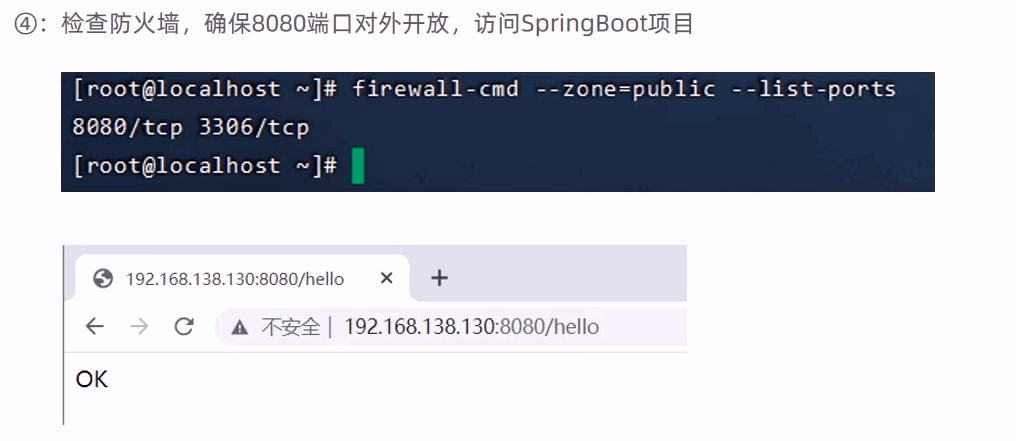 ④：检查防火墙，确保8080端口对外开放，访问SpringBoot项目
[root@localhost ~]# firewall-cmd --zone=public --list-ports
8080/tcp 3306/tcp
[root@localhost ~]#
192.168.138.130:8080/hello
不安全 | 192.168.138.130:8080/hello
OK